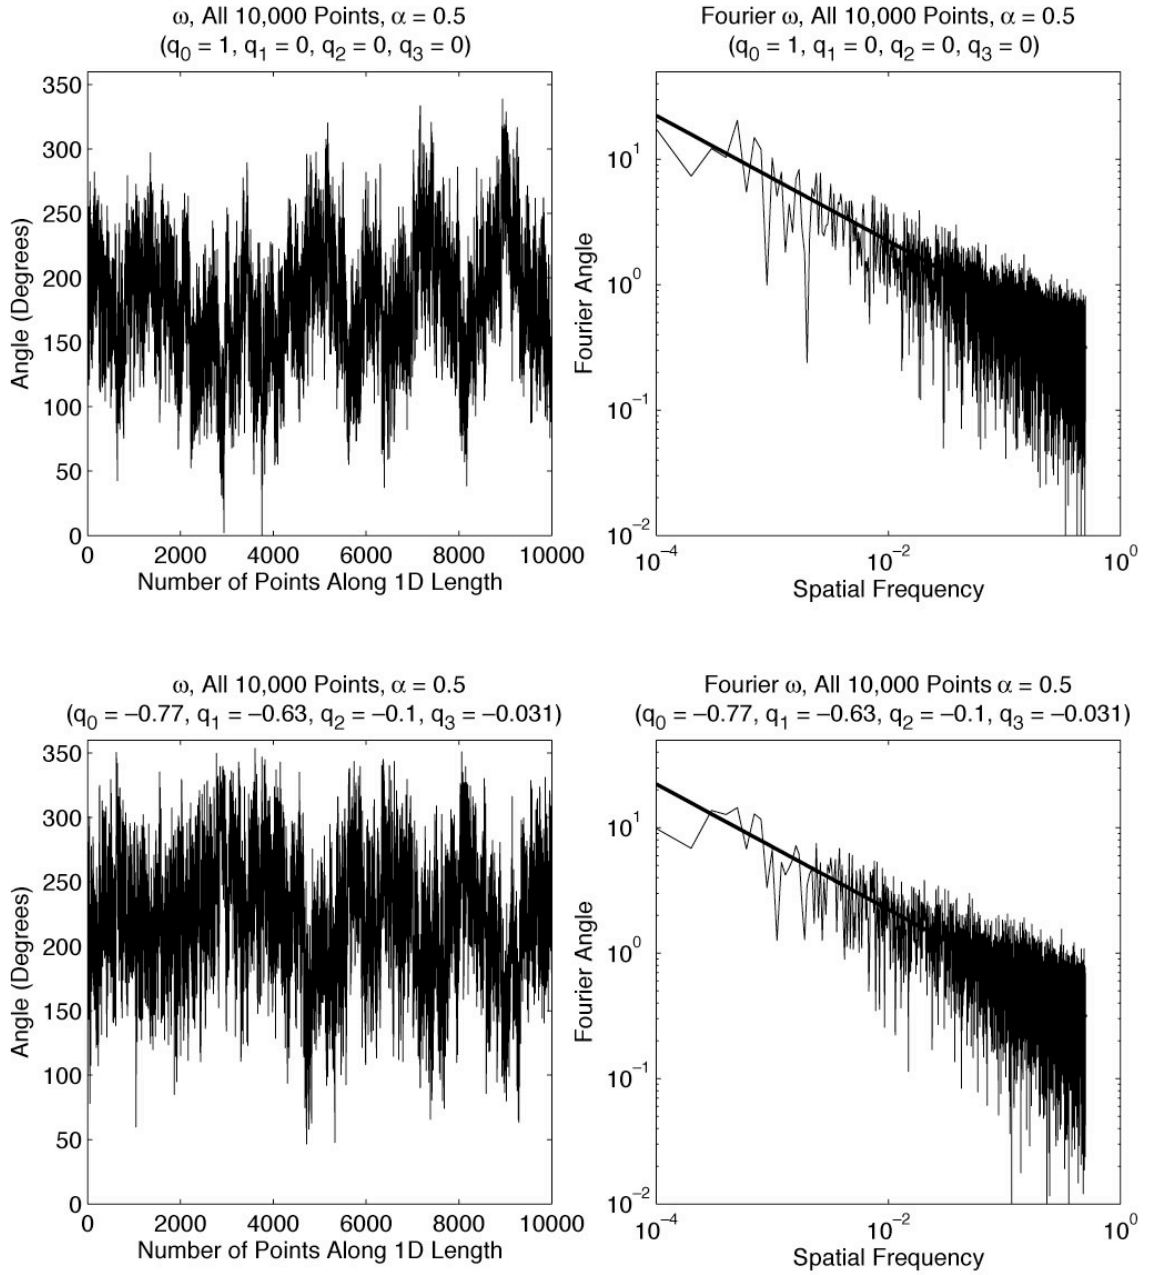 ω, All 10,000 Points, α = 0.5
(q₀ = 1, q₁ = 0, q₂ = 0, q₃ = 0)
350
300
250
200
150
100
50
0
Angle (Degrees)
0 2000 4000 6000 8000 10000
Number of Points Along 1D Length
Fourier ω, All 10,000 Points, α = 0.5
(q₀ = 1, q₁ = 0, q₂ = 0, q₃ = 0)
10¹
10⁰
10⁻¹
10⁻²
Fourier Angle
10⁻⁴ 10⁻² 10⁰
Spatial Frequency
ω, All 10,000 Points, α = 0.5
(q₀ = −0.77, q₁ = −0.63, q₂ = −0.1, q₃ = −0.031)
350
300
250
200
150
100
50
0
Angle (Degrees)
0 2000 4000 6000 8000 10000
Number of Points Along 1D Length
Fourier ω, All 10,000 Points α = 0.5
(q₀ = −0.77, q₁ = −0.63, q₂ = −0.1, q₃ = −0.031)
10¹
10⁰
10⁻¹
10⁻²
Fourier Angle
10⁻⁴ 10⁻² 10⁰
Spatial Frequency